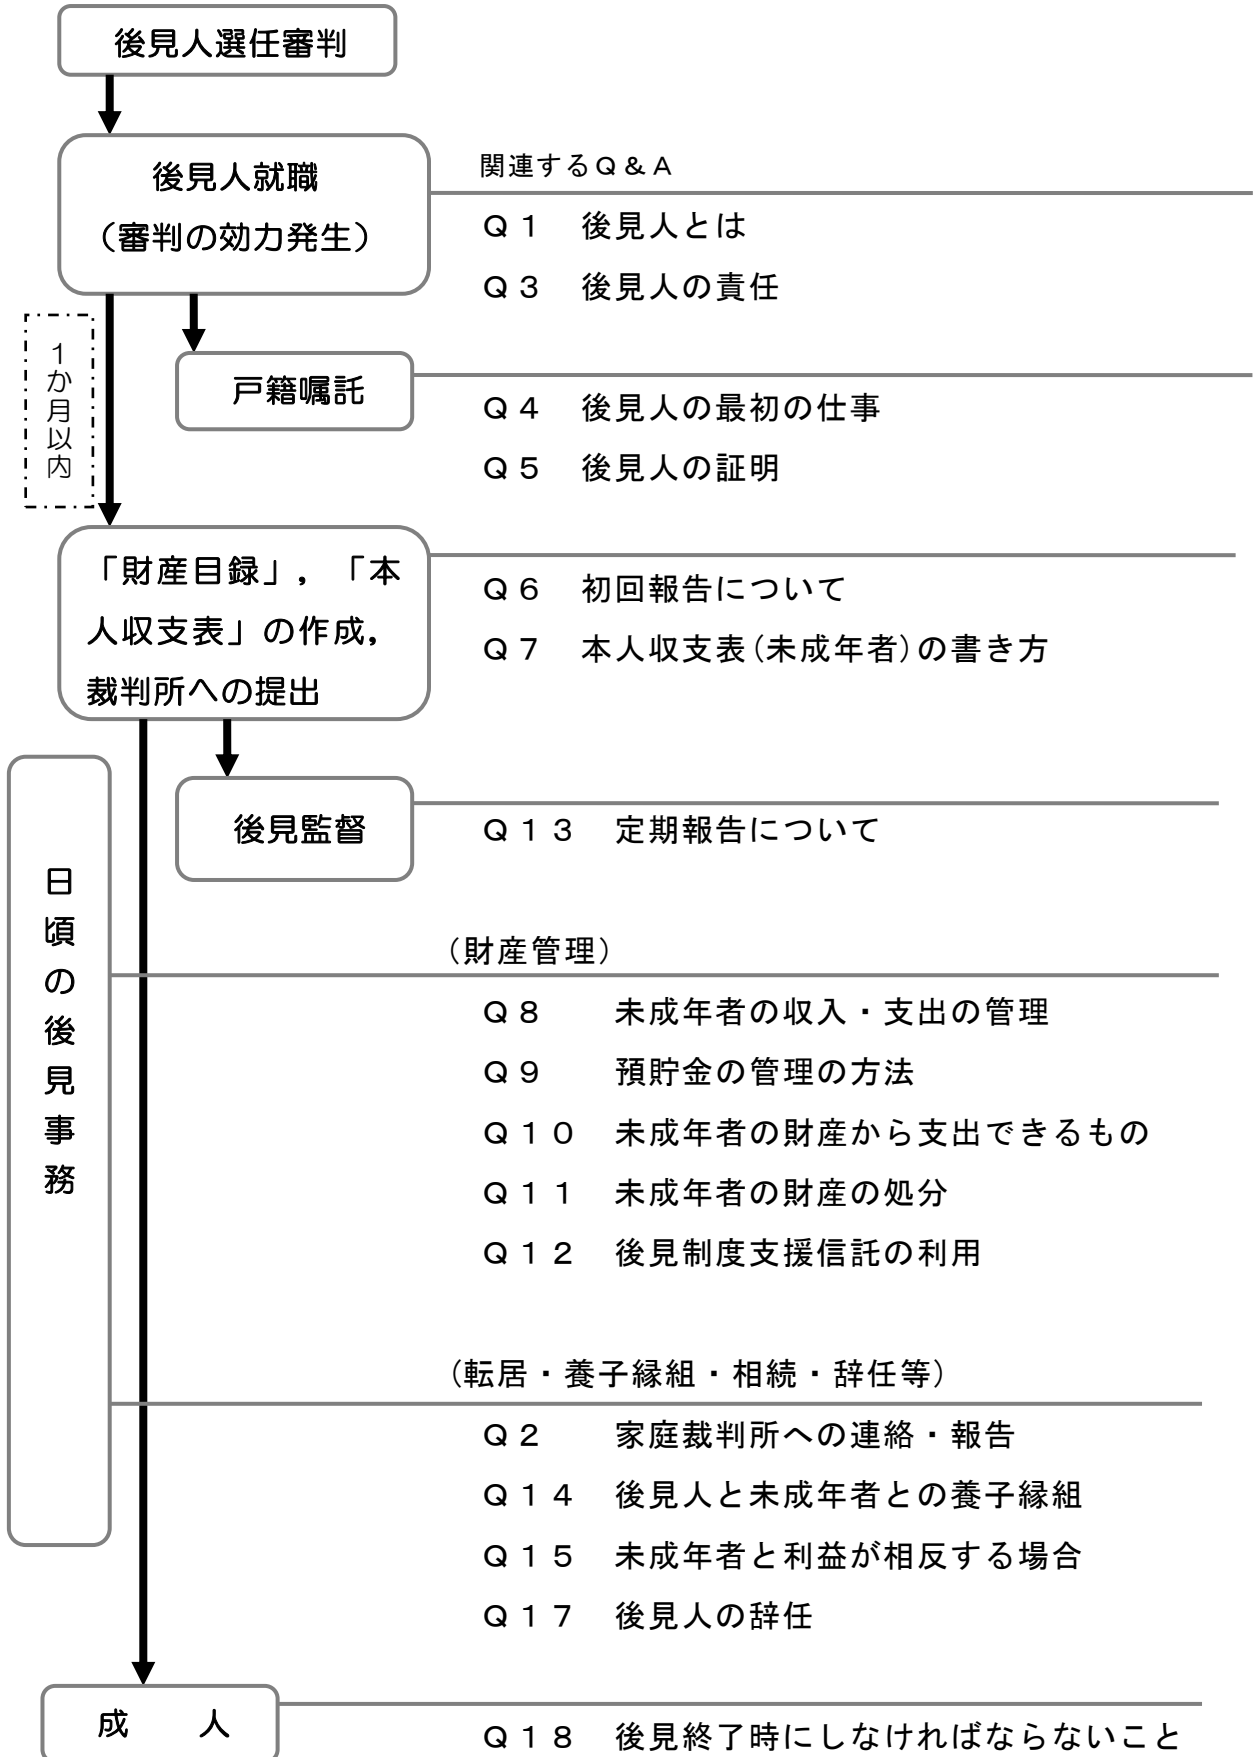 後見人選任審判
後見人就職
（審判の効力発生）
関連するＱ＆Ａ
Ｑ１　後見人とは
Ｑ３　後見人の責任
１か月以内
戸籍嘱託
Ｑ４　後見人の最初の仕事
Ｑ５　後見人の証明
「財産目録」，「本
人収支表」の作成，
裁判所への提出
Ｑ６　初回報告について
Ｑ７　本人収支表(未成年者)の書き方
後見監督
Ｑ１３　定期報告について
日頃の後見事務
（財産管理）
Ｑ８　　未成年者の収入・支出の管理
Ｑ９　　預貯金の管理の方法
Ｑ１０　未成年者の財産から支出できるもの
Ｑ１１　未成年者の財産の処分
Ｑ１２　後見制度支援信託の利用
（転居・養子縁組・相続・辞任等）
Ｑ２　　家庭裁判所への連絡・報告
Ｑ１４　後見人と未成年者との養子縁組
Ｑ１５　未成年者と利益が相反する場合
Ｑ１７　後見人の辞任
成　　人
Ｑ１８　後見終了時にしなければならないこと